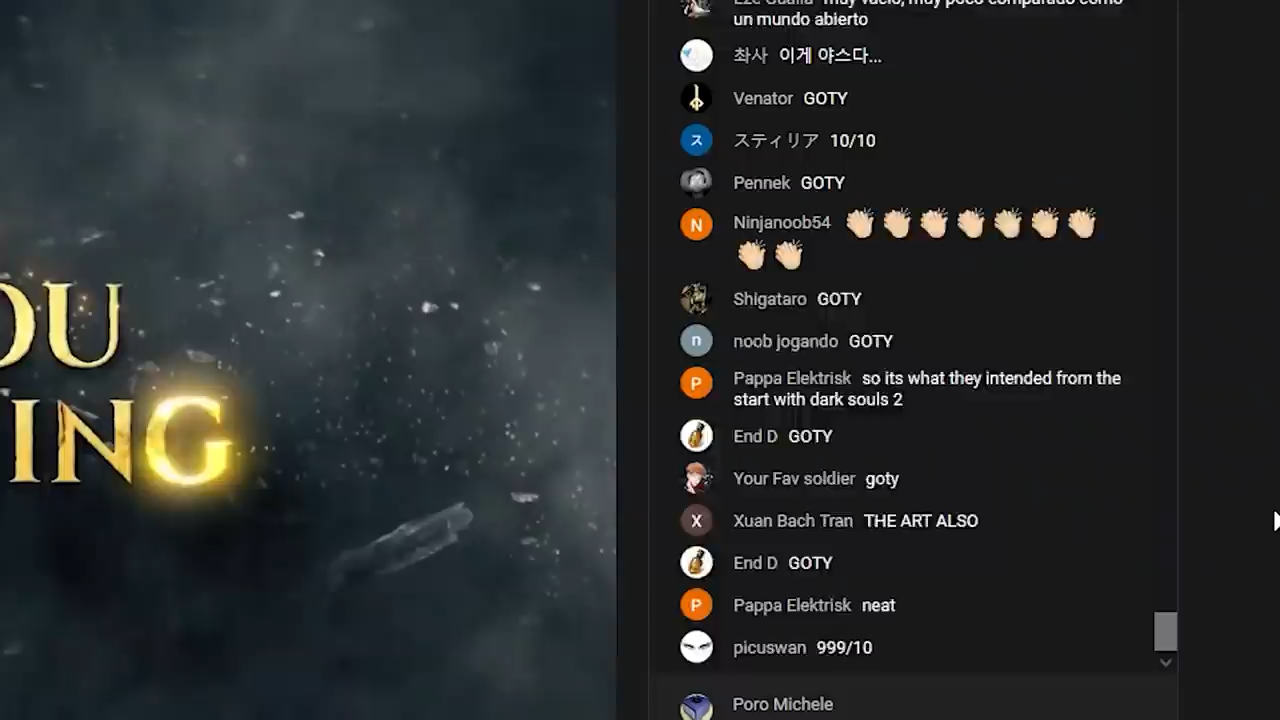 OU
ING
un mundo abierto
화사 이게 야스다...
Venator GOTY
ス スティリア 10/10
Pennek GOTY
N Ninjanoob54 👏🏻👏🏻👏🏻👏🏻👏🏻👏🏻👏🏻
👏🏻👏🏻
Shigataro GOTY
n noob jogando GOTY
P Pappa Elektrisk so its what they intended from the
start with dark souls 2
End D GOTY
Your Fav soldier goty
X Xuan Bach Tran THE ART ALSO
End D GOTY
P Pappa Elektrisk neat
picuswan 999/10
Poro Michele